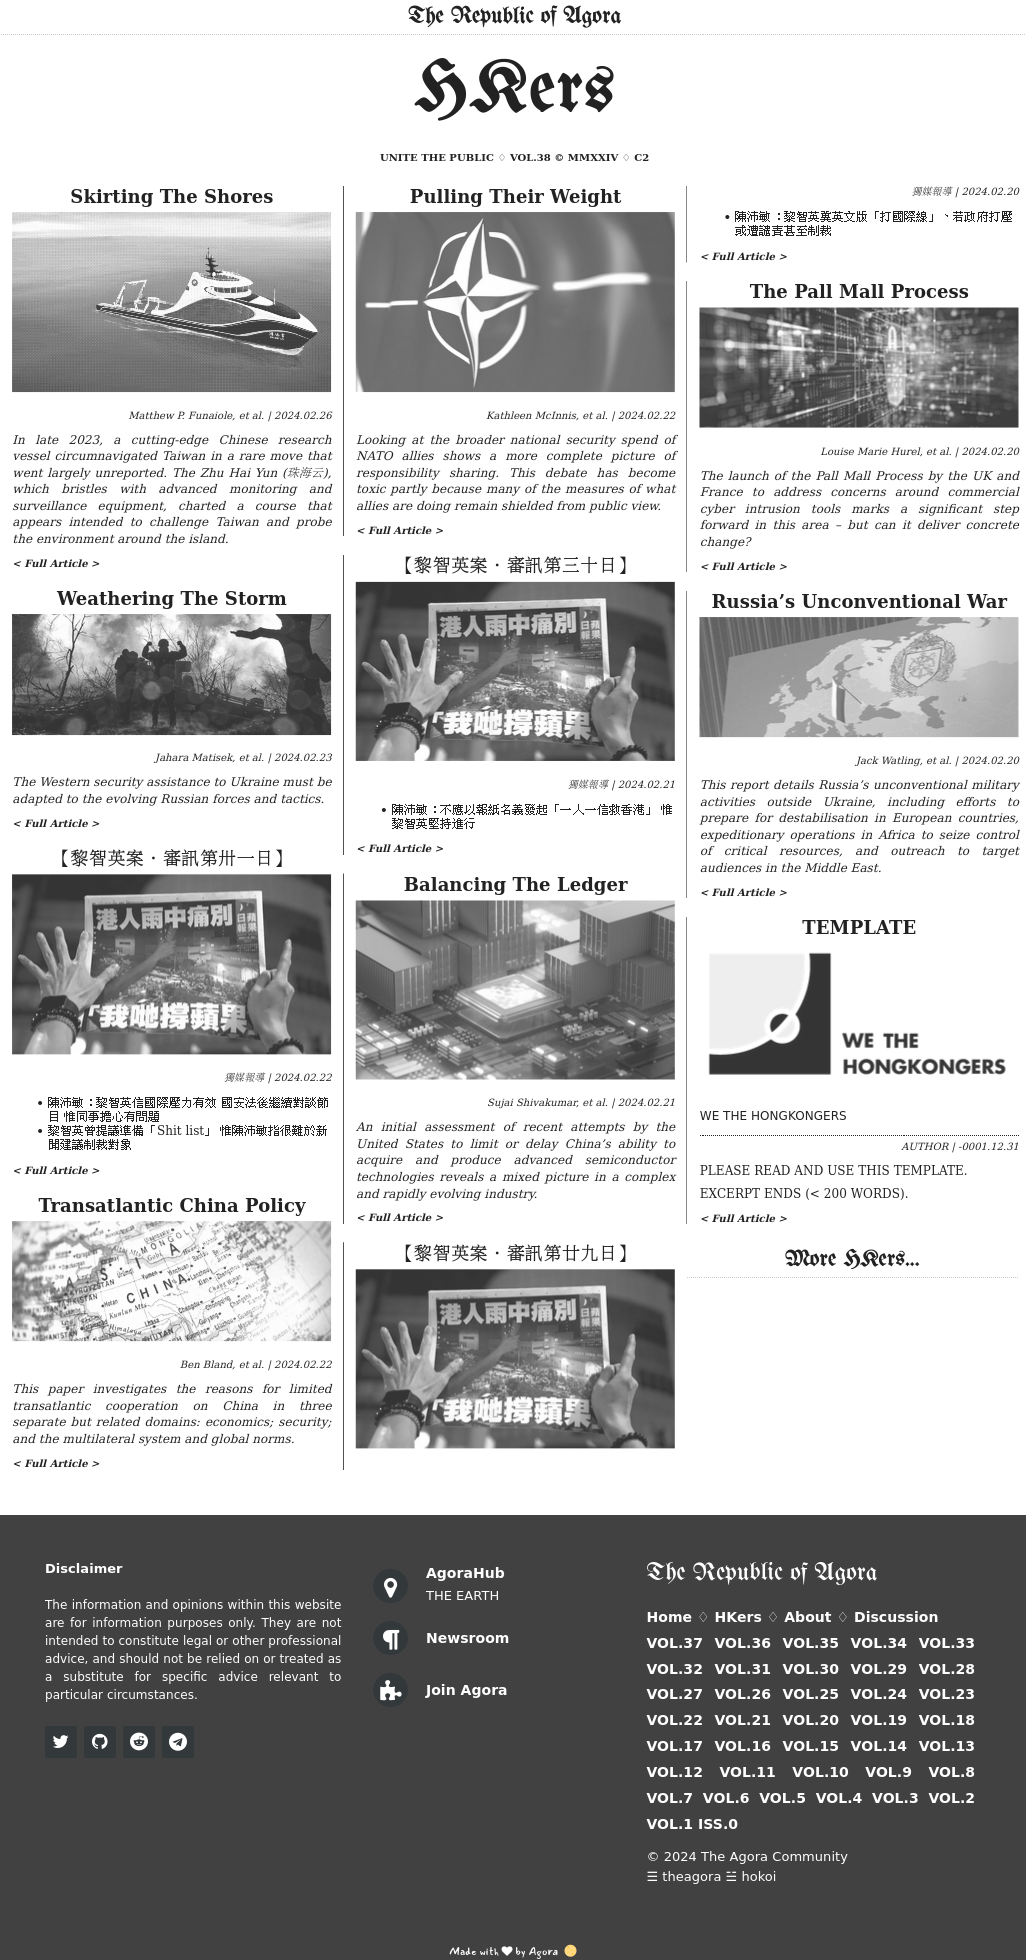 The Republic of Agora
HKers
UNITE THE PUBLIC ♢ VOL.38 © MMXXIV ♢ C2
Skirting The Shores
Matthew P. Funaiole, et al. | 2024.02.26
In late 2023, a cutting-edge Chinese research
vessel circumnavigated Taiwan in a rare move that
went largely unreported. The Zhu Hai Yun (珠海云),
which bristles with advanced monitoring and
surveillance equipment, charted a course that
appears intended to challenge Taiwan and probe
the environment around the island.
< Full Article >
Weathering The Storm
Jahara Matisek, et al. | 2024.02.23
The Western security assistance to Ukraine must be
adapted to the evolving Russian forces and tactics.
< Full Article >
【黎智英案・審訊第卅一日】
港人雨中痛別
蘋果日報
「我哋撐蘋果
獨媒報導 | 2024.02.22
• 陳沛敏：黎智英信國際壓力有效 國安法後繼續對談節
目 惟同事擔心有問題
• 黎智英曾提議準備「Shit list」 惟陳沛敏指很難於新
聞建議制裁對象
< Full Article >
Transatlantic China Policy
MONGOLIA
ASIA
CHINA
Kunlun Mts.
Himalaya
Ben Bland, et al. | 2024.02.22
This paper investigates the reasons for limited
transatlantic cooperation on China in three
separate but related domains: economics; security;
and the multilateral system and global norms.
< Full Article >
Pulling Their Weight
Kathleen McInnis, et al. | 2024.02.22
Looking at the broader national security spend of
NATO allies shows a more complete picture of
responsibility sharing. This debate has become
toxic partly because many of the measures of what
allies are doing remain shielded from public view.
< Full Article >
【黎智英案・審訊第三十日】
港人雨中痛別
蘋果日報
「我哋撐蘋果
獨媒報導 | 2024.02.21
• 陳沛敏：不應以報紙名義發起「一人一信救香港」 惟
黎智英堅持進行
< Full Article >
Balancing The Ledger
Sujai Shivakumar, et al. | 2024.02.21
An initial assessment of recent attempts by the
United States to limit or delay China’s ability to
acquire and produce advanced semiconductor
technologies reveals a mixed picture in a complex
and rapidly evolving industry.
< Full Article >
【黎智英案・審訊第廿九日】
港人雨中痛別
蘋果日報
「我哋撐蘋果
獨媒報導 | 2024.02.20
• 陳沛敏：黎智英冀英文版「打國際線」、若政府打壓
或遭譴責甚至制裁
< Full Article >
The Pall Mall Process
Louise Marie Hurel, et al. | 2024.02.20
The launch of the Pall Mall Process by the UK and
France to address concerns around commercial
cyber intrusion tools marks a significant step
forward in this area – but can it deliver concrete
change?
< Full Article >
Russia’s Unconventional War
Jack Watling, et al. | 2024.02.20
This report details Russia’s unconventional military
activities outside Ukraine, including efforts to
prepare for destabilisation in European countries,
expeditionary operations in Africa to seize control
of critical resources, and outreach to target
audiences in the Middle East.
< Full Article >
TEMPLATE
WE THE
HONGKONGERS
WE THE HONGKONGERS
AUTHOR | -0001.12.31
PLEASE READ AND USE THIS TEMPLATE.
EXCERPT ENDS (< 200 WORDS).
< Full Article >
More HKers...
Disclaimer
The information and opinions within this website
are for information purposes only. They are not
intended to constitute legal or other professional
advice, and should not be relied on or treated as
a substitute for specific advice relevant to
particular circumstances.
AgoraHub
THE EARTH
Newsroom
Join Agora
The Republic of Agora
Home ♢ HKers ♢ About ♢ Discussion
VOL.37 VOL.36 VOL.35 VOL.34 VOL.33
VOL.32 VOL.31 VOL.30 VOL.29 VOL.28
VOL.27 VOL.26 VOL.25 VOL.24 VOL.23
VOL.22 VOL.21 VOL.20 VOL.19 VOL.18
VOL.17 VOL.16 VOL.15 VOL.14 VOL.13
VOL.12 VOL.11 VOL.10 VOL.9 VOL.8
VOL.7 VOL.6 VOL.5 VOL.4 VOL.3 VOL.2
VOL.1 ISS.0
© 2024 The Agora Community
☰ theagora ☱ hokoi
Made with ♥ by Agora